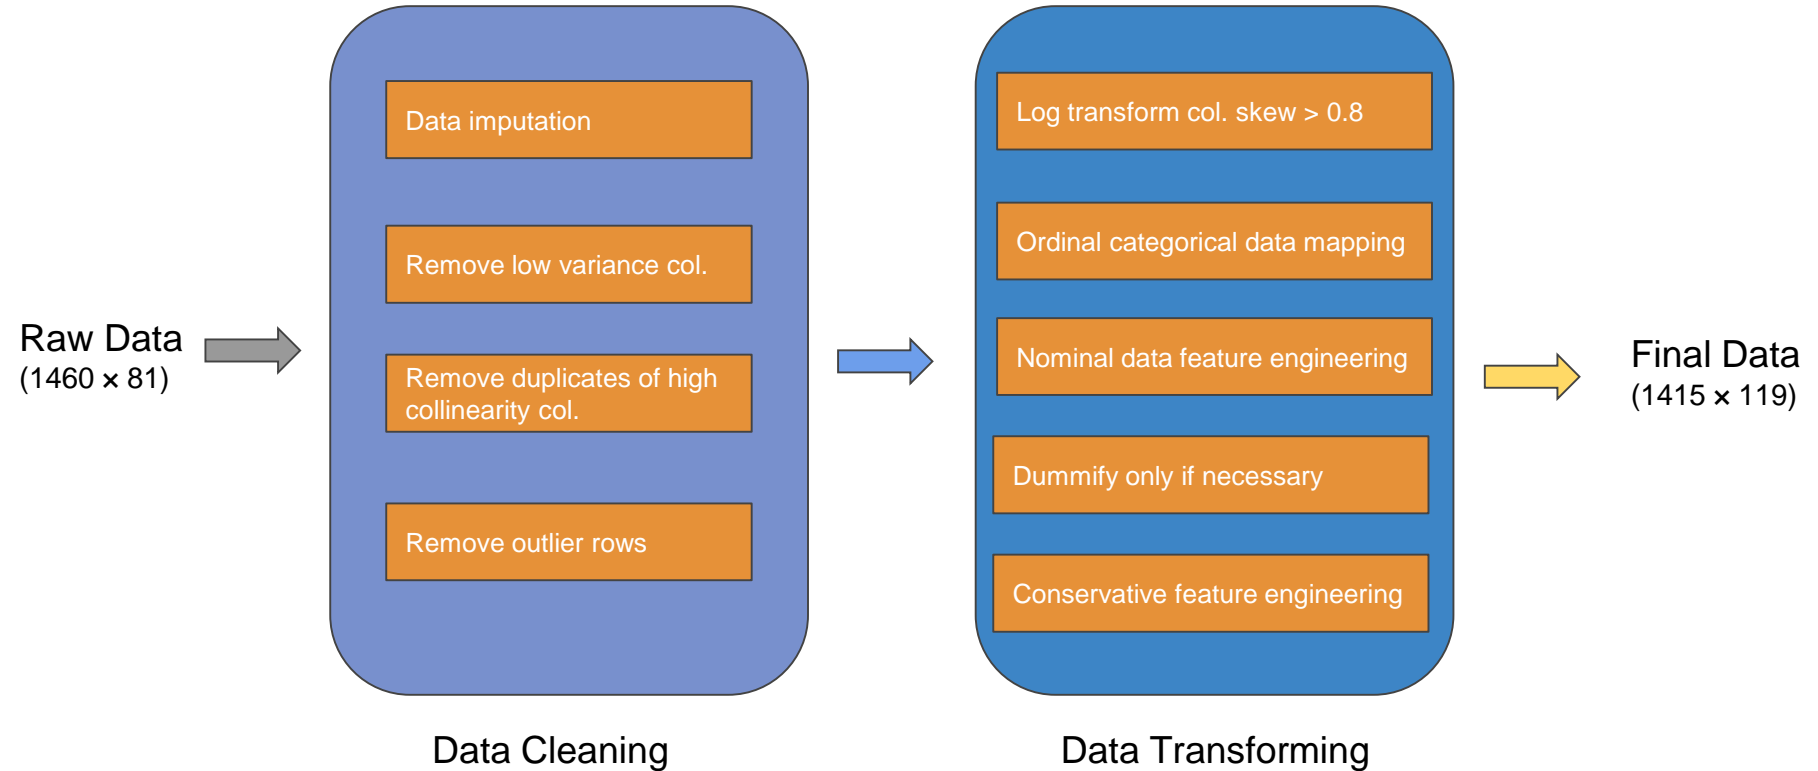 Raw Data
(1460 × 81)
Data imputation
Remove low variance col.
Remove duplicates of high
collinearity col.
Remove outlier rows
Data Cleaning
Log transform col. skew > 0.8
Ordinal categorical data mapping
Nominal data feature engineering
Dummify only if necessary
Conservative feature engineering
Data Transforming
Final Data
(1415 × 119)